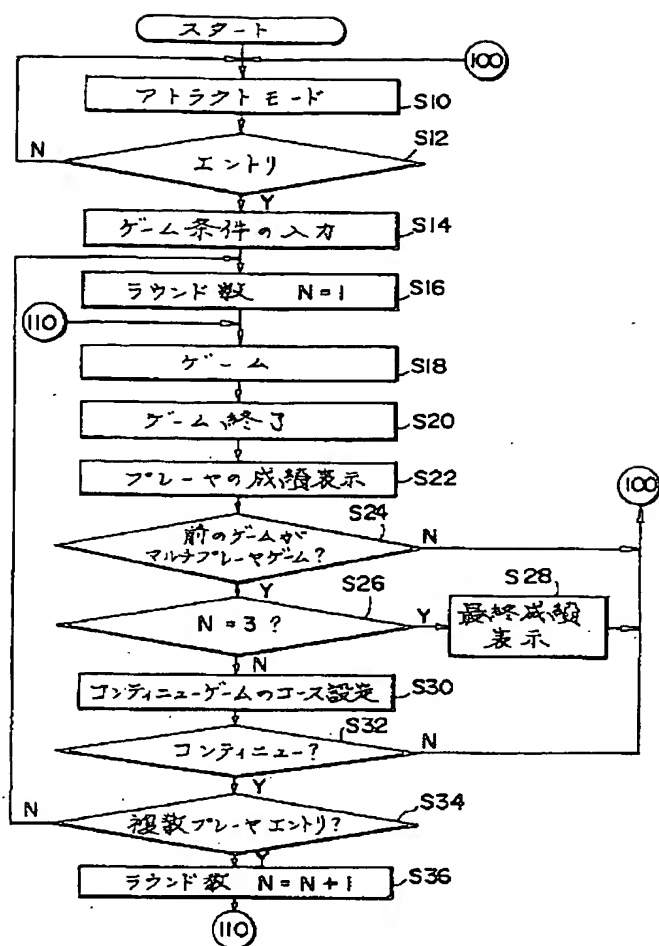 スタート
100
アトラクトモード
S10
S12
N
エントリ
Y
ゲーム条件の入力
S14
ラウンド数 N=1
S16
110
ゲーム
S18
ゲーム終了
S20
プレーヤの成績表示
S22
100
S24
前のゲームが
マルチプレーヤゲーム?
N
Y
S26
S28
N=3?
Y
最終成績
表示
N
コンティニューゲームのコース設定
S30
S32
コンティニュー?
N
Y
S34
N
複数プレーヤエントリ?
Y
ラウンド数 N=N+1
S36
110